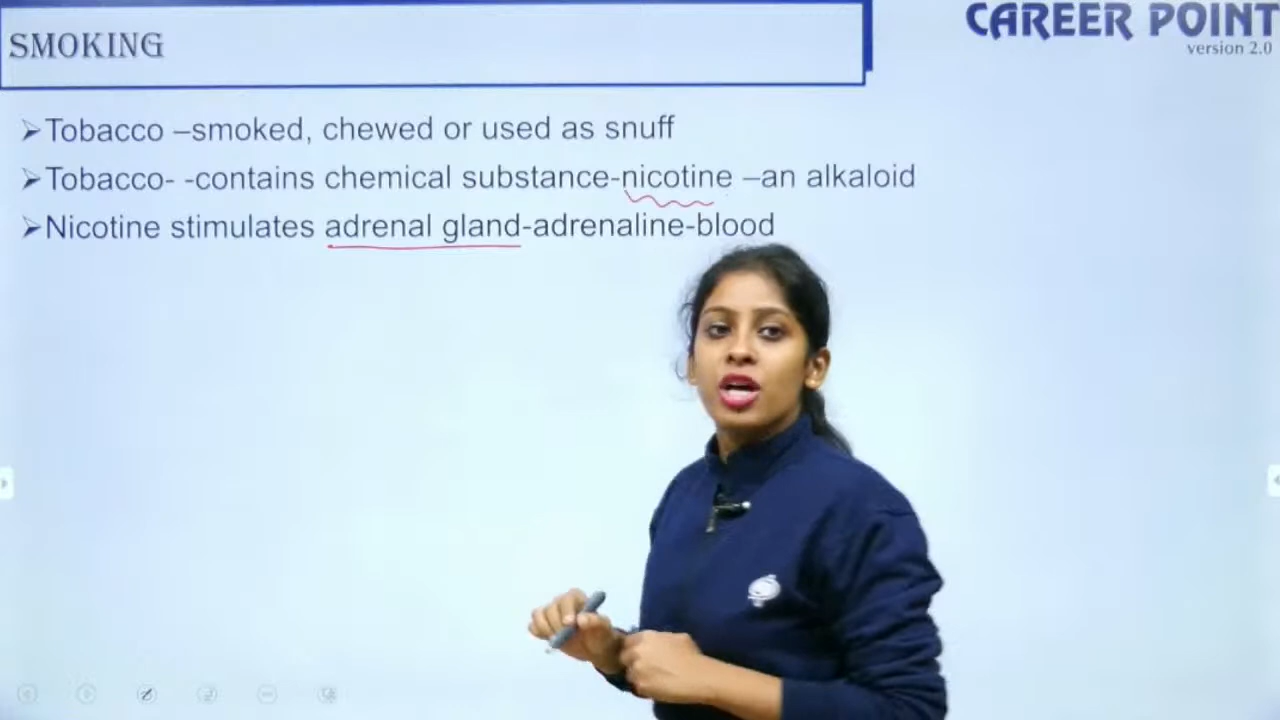 SMOKING
CAREER POINT
version 2.0
➢Tobacco –smoked, chewed or used as snuff
➢Tobacco- -contains chemical substance-nicotine –an alkaloid
➢Nicotine stimulates adrenal gland-adrenaline-blood